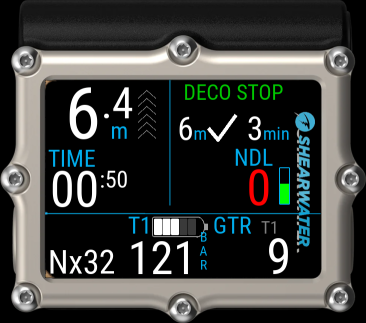 6.4 m
DECO STOP
6m 3min
TIME
00:50
NDL
0
SHEARWATER
T1
GTR T1
Nx32
121 BAR
9